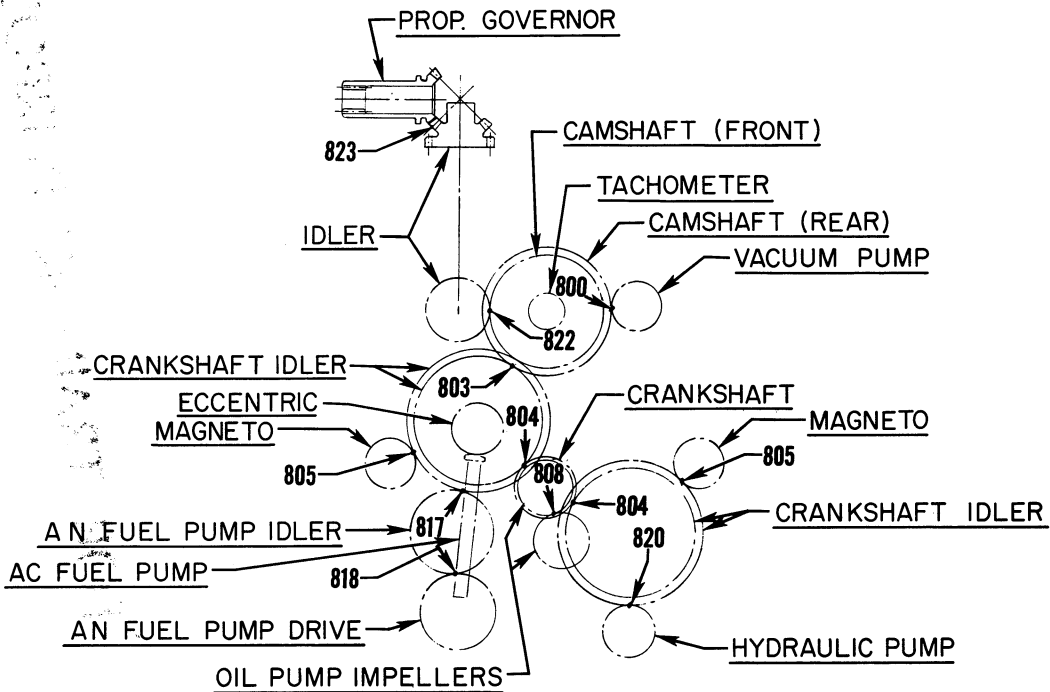 PROP. GOVERNOR
823
CAMSHAFT (FRONT)
TACHOMETER
CAMSHAFT (REAR)
IDLER
VACUUM PUMP
800
822
CRANKSHAFT IDLER
803
CRANKSHAFT
ECCENTRIC
804
MAGNETO
MAGNETO
805
808
805
804
CRANKSHAFT IDLER
AN FUEL PUMP IDLER
817
820
AC FUEL PUMP
818
AN FUEL PUMP DRIVE
HYDRAULIC PUMP
OIL PUMP IMPELLERS